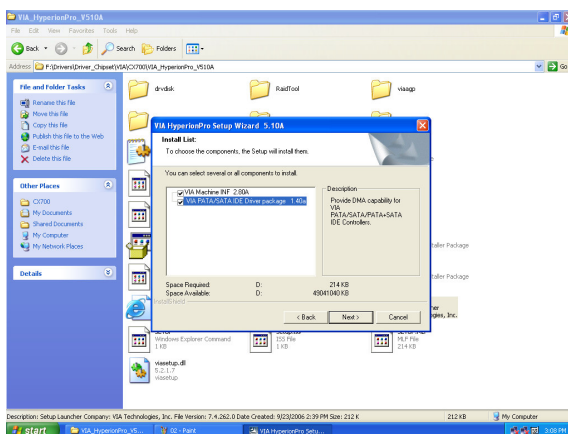 VIA_HyperionPro_V510A
File Edit View Favorites Tools Help
Back Search Folders
Address F:\Drivers\Driver_Chipset\VIA\CX700\VIA_HyperionPro_V510A Go
File and Folder Tasks
Rename this file
Move this file
Copy this file
Publish this file to the Web
E-mail this file
Delete this file
Other Places
CX700
My Documents
Shared Documents
My Computer
My Network Places
Details
drvdisk
RaidTool
viaagp
VIA HyperionPro Setup Wizard 5.10A
Install List:
To choose the components, the Setup will install them.
You can select several or all components to install.
VIA Machine INF 2.80A
VIA PATA/SATA IDE Driver package 1.40a
Description
Provide DMA capability for
VIA
PATA/SATA/PATA+SATA
IDE Controllers.
Space Required: D: 214 KB
Space Available: D: 49041040 KB
InstallShield
< Back Next > Cancel
taller Package
taller Package
ogies, Inc.
Windows Explorer Command
1 KB
ISS File
1 KB
MLP File
214 KB
viasetup.dll
5.2.1.7
viasetup
Description: Setup Launcher Company: VIA Technologies, Inc. File Version: 7.4.262.0 Date Created: 9/23/2006 2:39 PM Size: 212 K 212 KB My Computer
start VIA_HyperionPro_V5... 02 - Paint VIA HyperionPro Setu... 3:08 PM